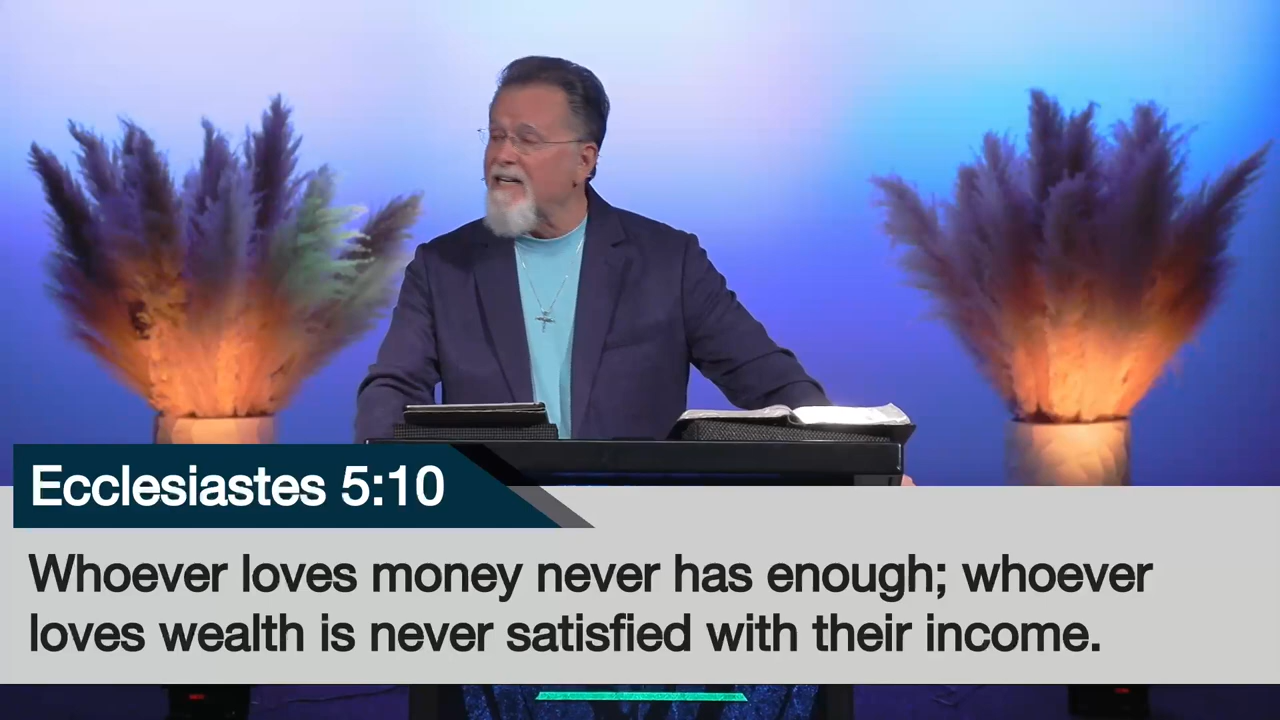 Ecclesiastes 5:10
Whoever loves money never has enough; whoever
loves wealth is never satisfied with their income.